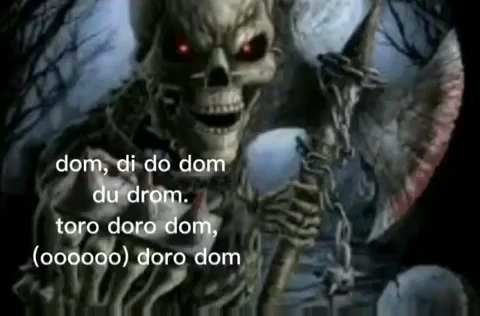 dom, di do dom
du drom.
toro doro dom,
(oooooo) doro dom